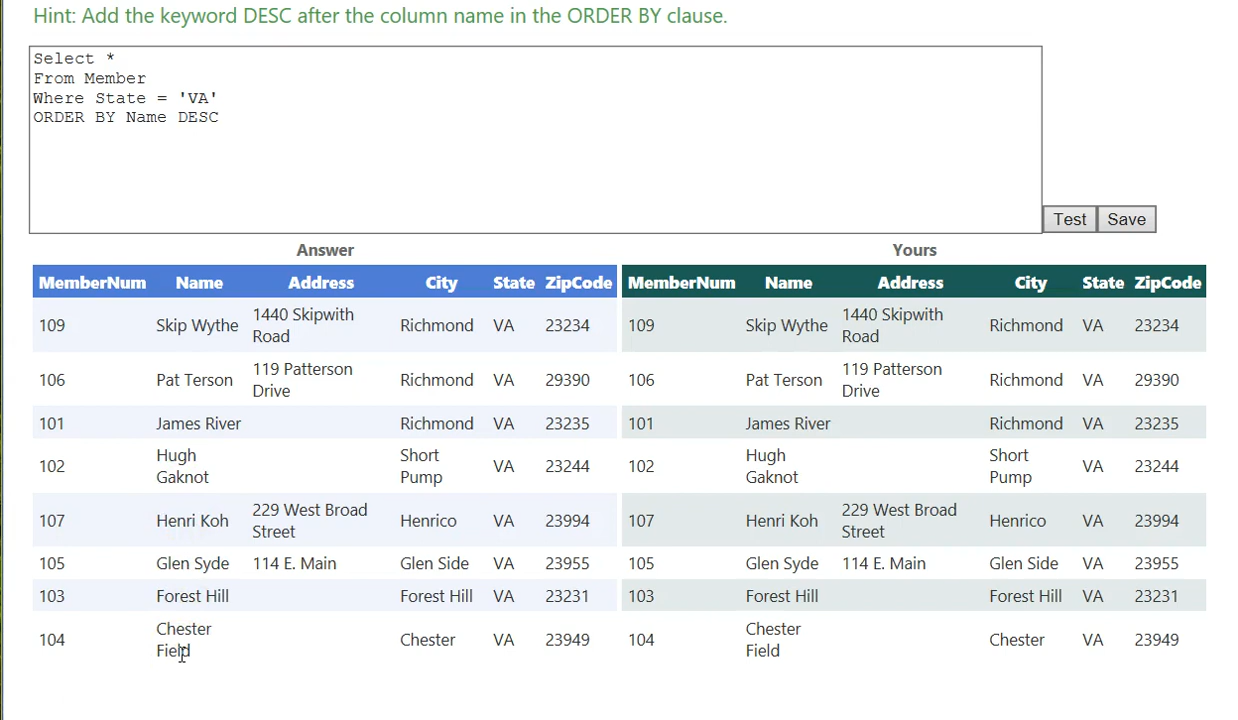 Hint: Add the keyword DESC after the column name in the ORDER BY clause.
Select *
From Member
Where State = 'VA'
ORDER BY Name DESC
Test Save
Answer Yours
MemberNum Name Address City State ZipCode MemberNum Name Address City State ZipCode
109 Skip Wythe 1440 Skipwith Road Richmond VA 23234 109 Skip Wythe 1440 Skipwith Road Richmond VA 23234
106 Pat Terson 119 Patterson Drive Richmond VA 29390 106 Pat Terson 119 Patterson Drive Richmond VA 29390
101 James River Richmond VA 23235 101 James River Richmond VA 23235
102 Hugh Gaknot Short Pump VA 23244 102 Hugh Gaknot Short Pump VA 23244
107 Henri Koh 229 West Broad Street Henrico VA 23994 107 Henri Koh 229 West Broad Street Henrico VA 23994
105 Glen Syde 114 E. Main Glen Side VA 23955 105 Glen Syde 114 E. Main Glen Side VA 23955
103 Forest Hill Forest Hill VA 23231 103 Forest Hill Forest Hill VA 23231
104 Chester Field Chester VA 23949 104 Chester Field Chester VA 23949